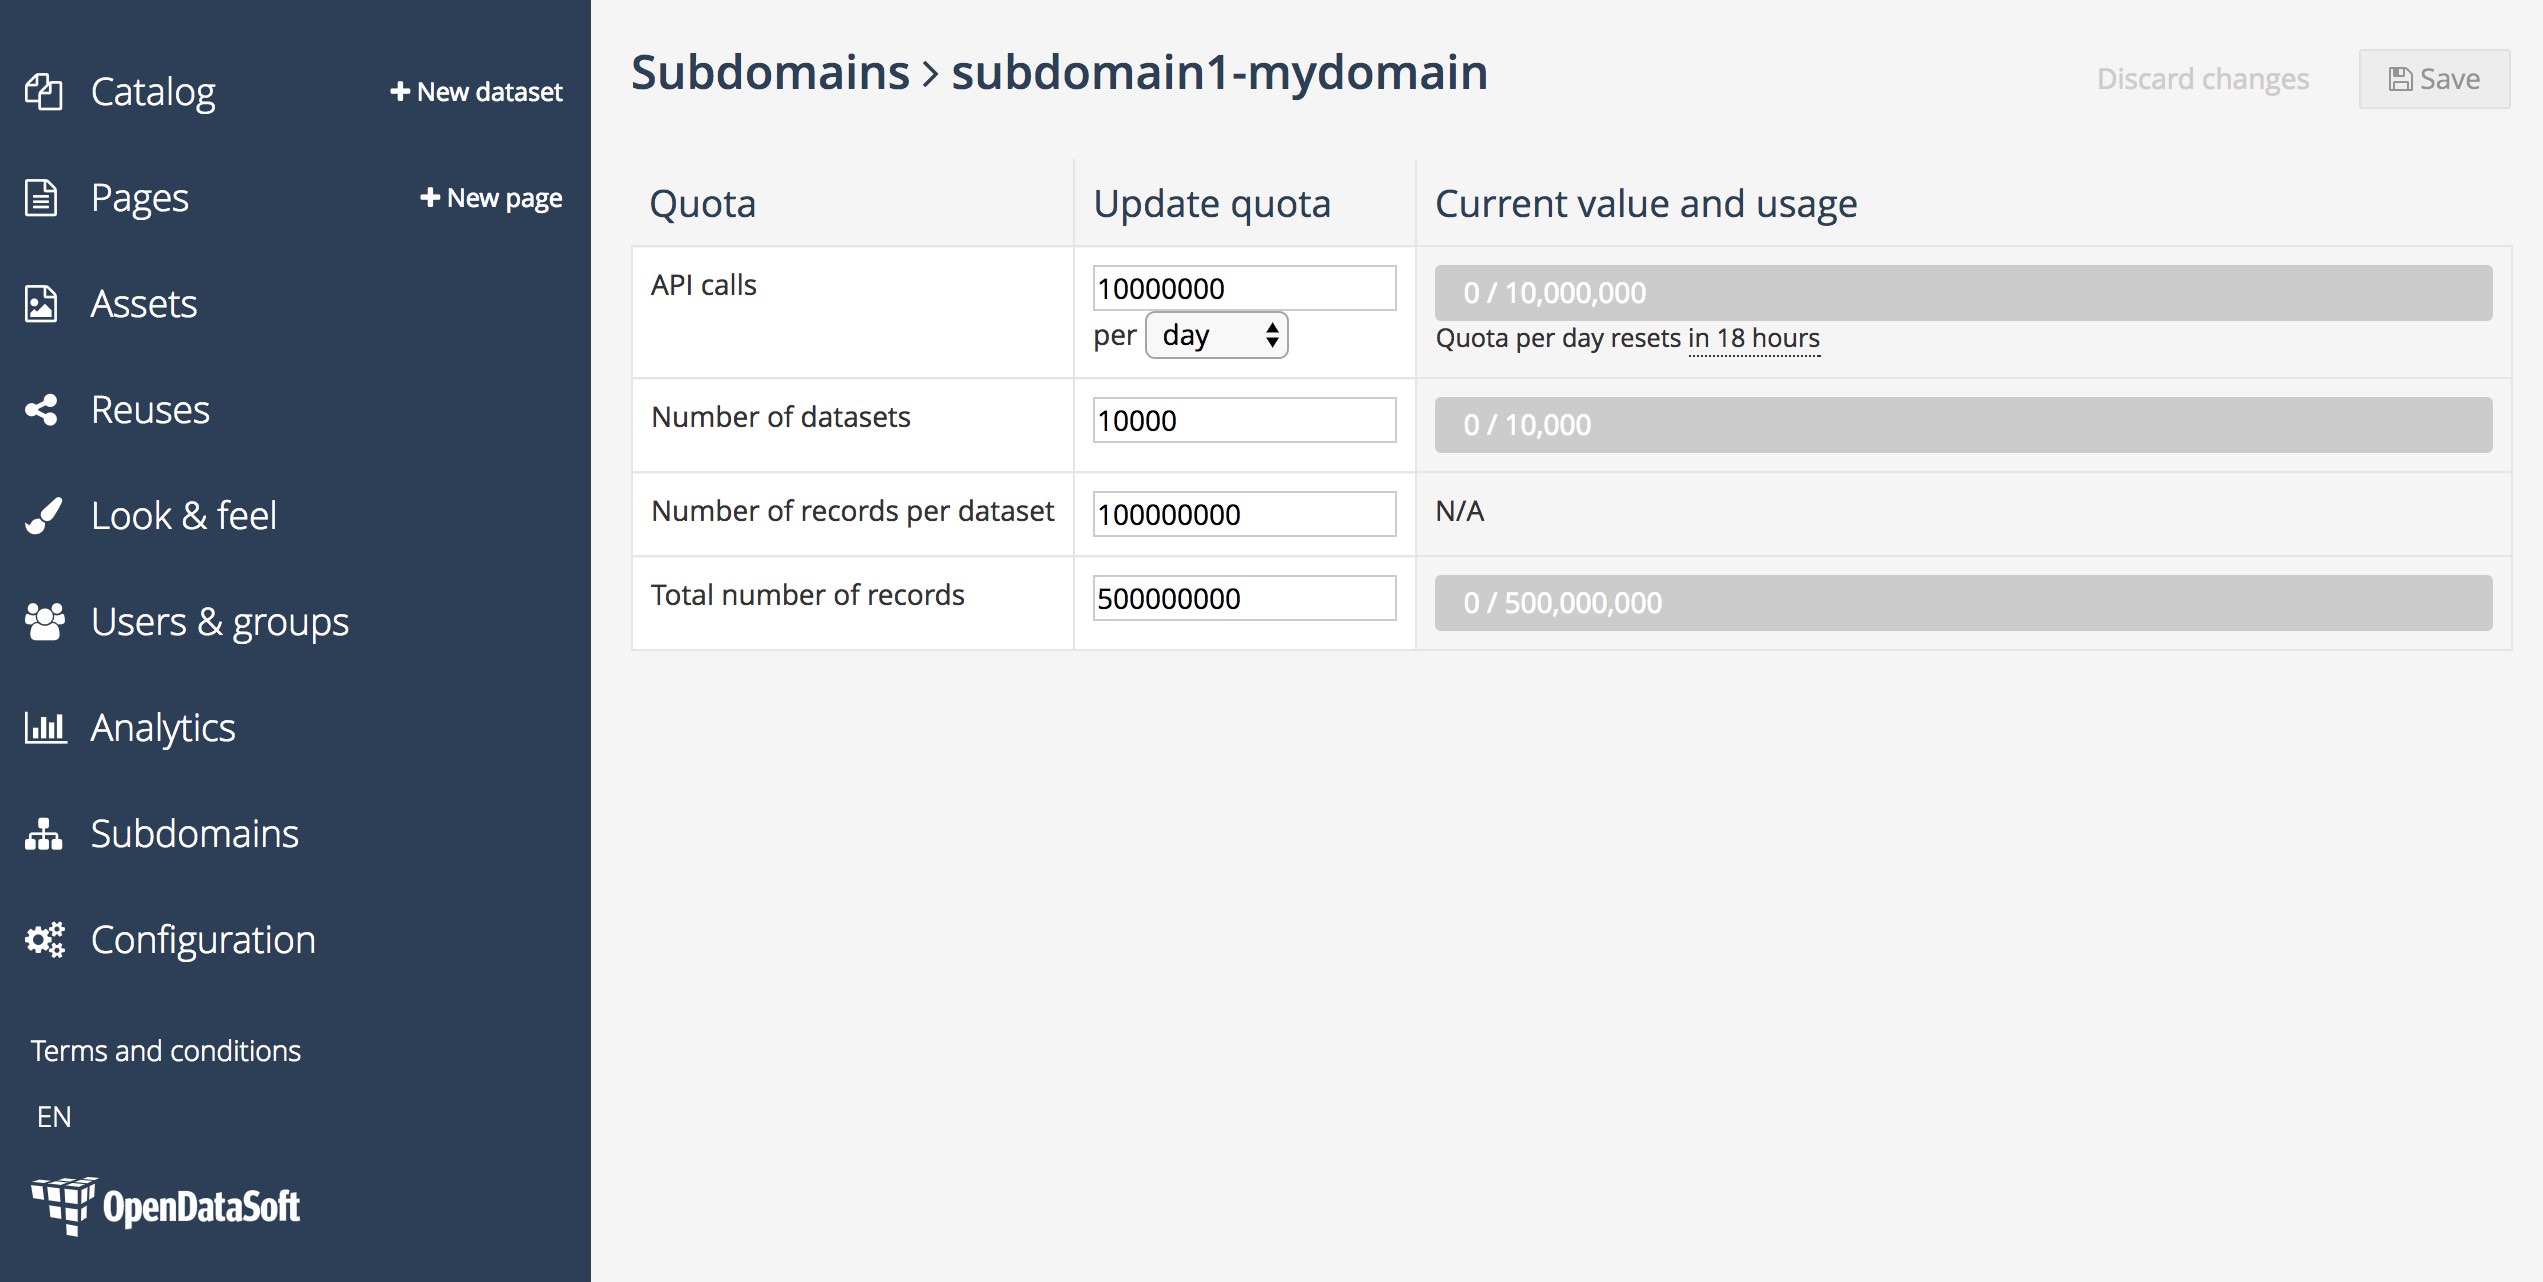 Catalog
+ New dataset
Pages
+ New page
Assets
Reuses
Look & feel
Users & groups
Analytics
Subdomains
Configuration
Terms and conditions
EN
OpenDataSoft
Subdomains > subdomain1-mydomain
Discard changes
Save
Quota Update quota Current value and usage
API calls 10000000 0 / 10,000,000
per day Quota per day resets in 18 hours
Number of datasets 10000 0 / 10,000
Number of records per dataset 100000000 N/A
Total number of records 500000000 0 / 500,000,000